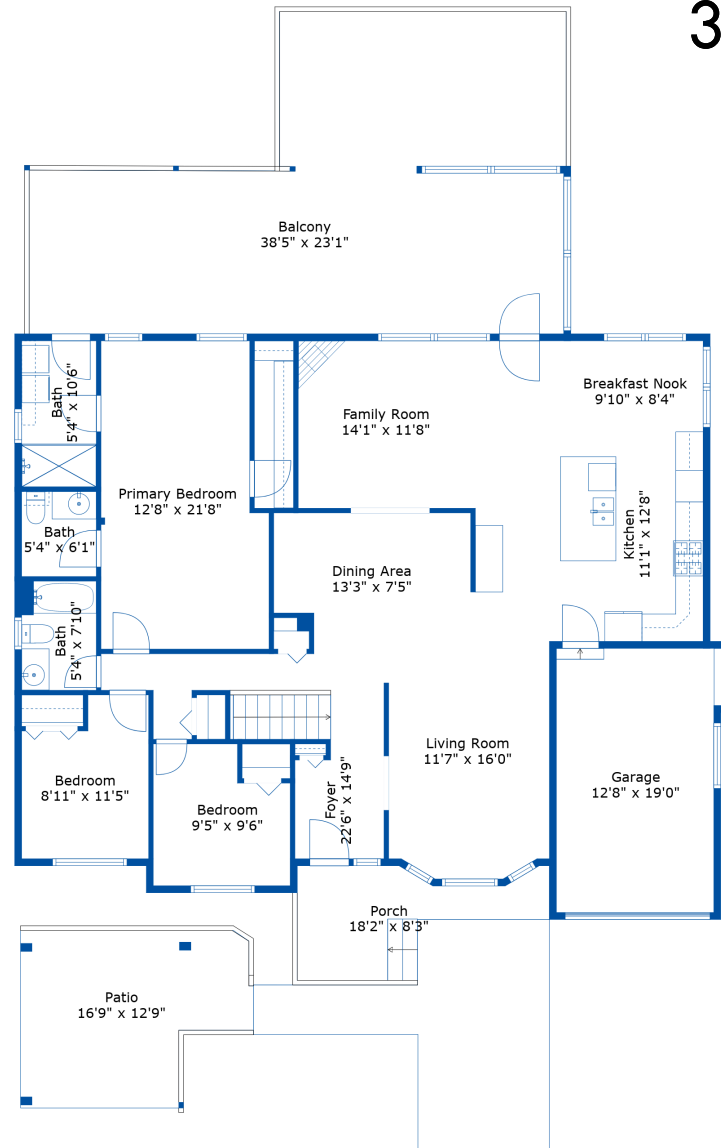 3
Balcony
38'5" x 23'1"
Breakfast Nook
9'10" x 8'4"
Bath
5'4" x 10'6"
Family Room
14'1" x 11'8"
Primary Bedroom
12'8" x 21'8"
Kitchen
11'1" x 12'8"
Bath
5'4" x 6'1"
Dining Area
13'3" x 7'5"
Bath
5'4" x 7'10"
Living Room
11'7" x 16'0"
Bedroom
8'11" x 11'5"
Garage
12'8" x 19'0"
Foyer
22'6" x 14'9"
Bedroom
9'5" x 9'6"
Porch
18'2" x 8'3"
Patio
16'9" x 12'9"